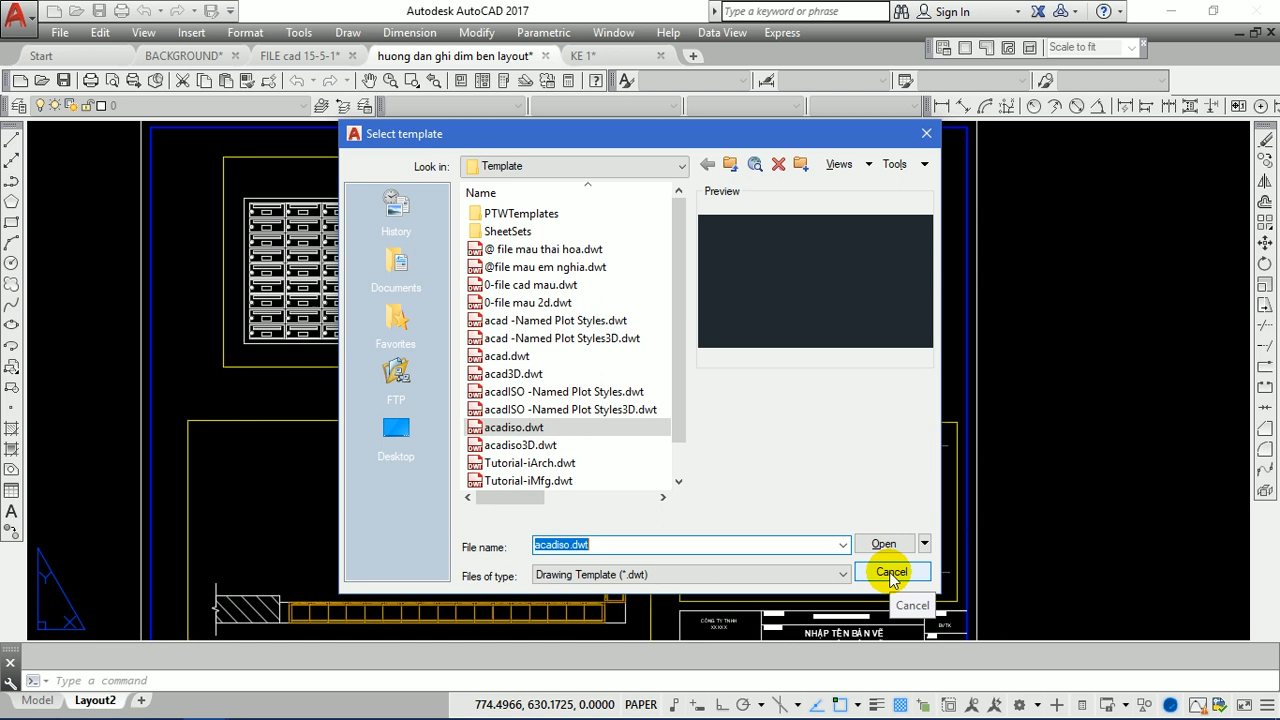 Autodesk AutoCAD 2017
Type a keyword or phrase
Sign In
File Edit View Insert Format Tools Draw Dimension Modify Parametric Window Help Data View Express
Start
BACKGROUND*
FILE cad 15-5-1*
huong dan ghi dim ben layout*
KE 1*
Scale to fit
0
Select template
Look in:
Template
Views
Tools
History
Documents
Favorites
FTP
Desktop
Name
PTWTemplates
SheetSets
@ file mau thai hoa.dwt
@file mau em nghia.dwt
0-file cad mau.dwt
0-file mau 2d.dwt
acad -Named Plot Styles.dwt
acad -Named Plot Styles3D.dwt
acad.dwt
acad3D.dwt
acadISO -Named Plot Styles.dwt
acadISO -Named Plot Styles3D.dwt
acadiso.dwt
acadiso3D.dwt
Tutorial-iArch.dwt
Tutorial-iMfg.dwt
Preview
File name:
acadiso.dwt
Open
Files of type:
Drawing Template (*.dwt)
Cancel
Cancel
CÔNG TY TNHH
XXXXX
NHẬP TÊN BẢN VẼ
Y
X
Type a command
Model
Layout2
774.4966, 630.1725, 0.0000
PAPER